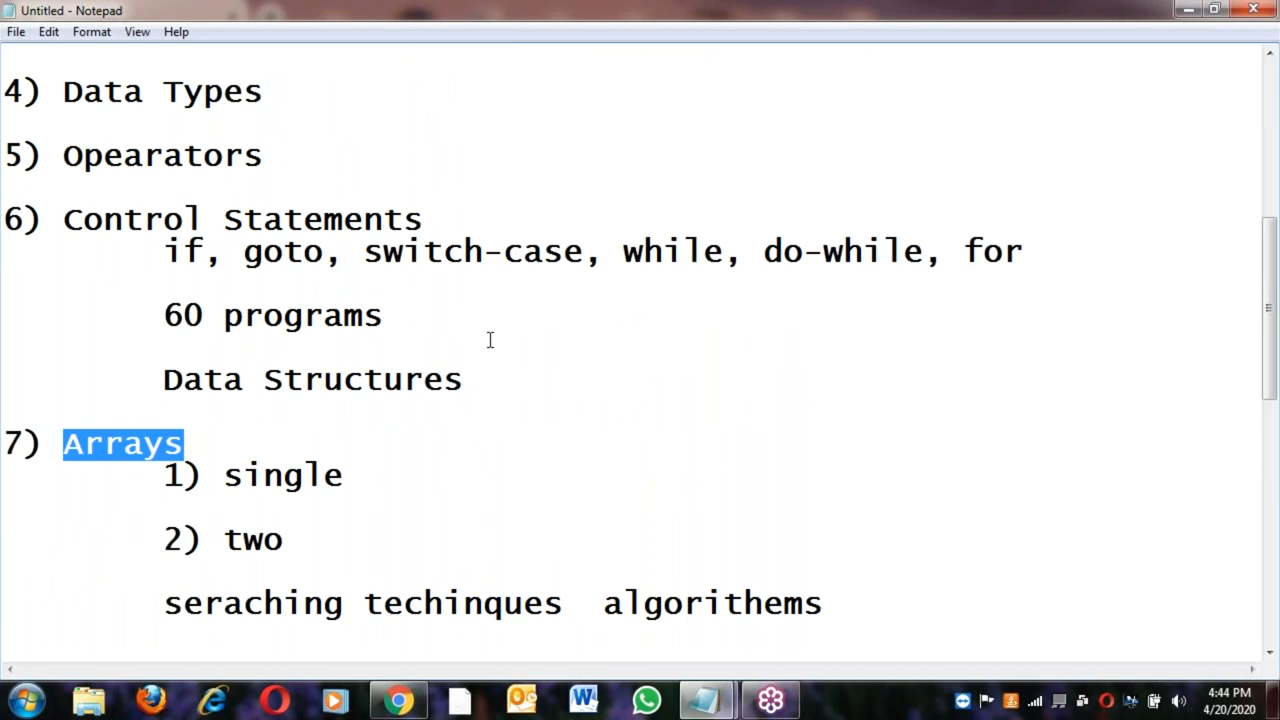 Untitled - Notepad
File Edit Format View Help
4) Data Types
5) Opearators
6) Control Statements
if, goto, switch-case, while, do-while, for
60 programs
Data Structures
7) Arrays
1) single
2) two
seraching techinques algorithems
4:44 PM
4/20/2020